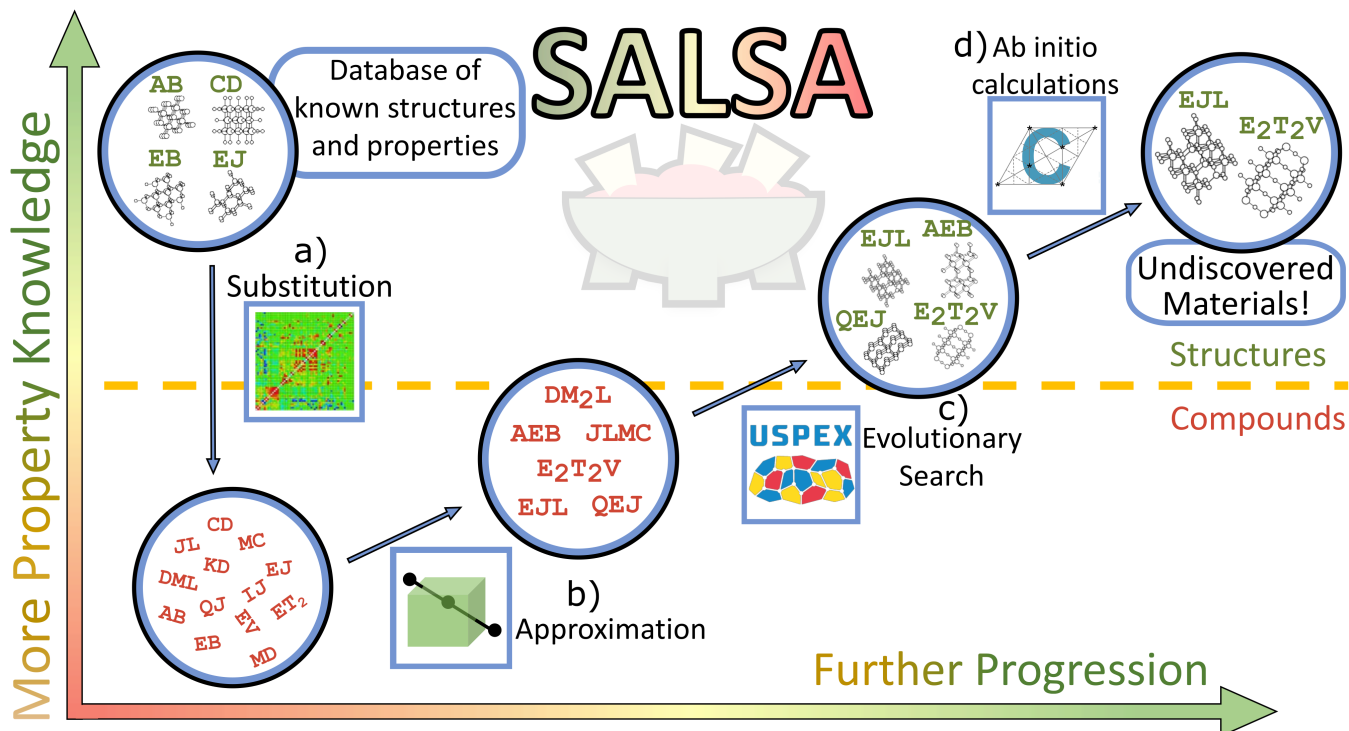 SALSA
More Property Knowledge
AB CD
EB EJ
Database of
known structures
and properties
a)
Substitution
CD
JL MC
KD
DML EJ
IJ
AB QJ ET2
EV
EB
MD
b)
Approximation
DM2L
AEB JLMC
E2T2V
EJL QEJ
USPEX
c)
Evolutionary
Search
EJL AEB
QEJ E2T2V
d) Ab initio
calculations
C
EJL
E2T2V
Undiscovered
Materials!
Structures
Compounds
Further Progression